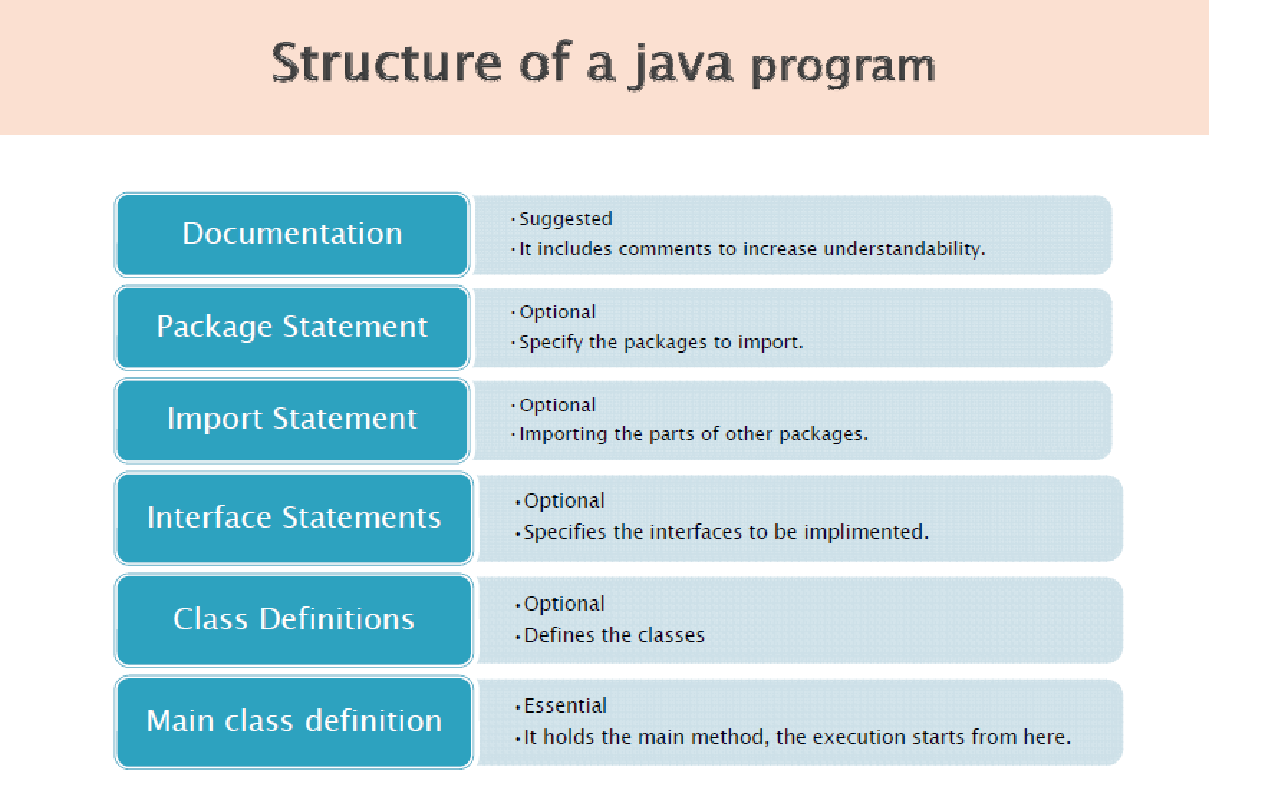 Structure of a java program
Documentation
·Suggested
·It includes comments to increase understandability.
Package Statement
·Optional
·Specify the packages to import.
Import Statement
·Optional
·Importing the parts of other packages.
Interface Statements
·Optional
·Specifies the interfaces to be implimented.
Class Definitions
·Optional
·Defines the classes
Main class definition
·Essential
·It holds the main method, the execution starts from here.